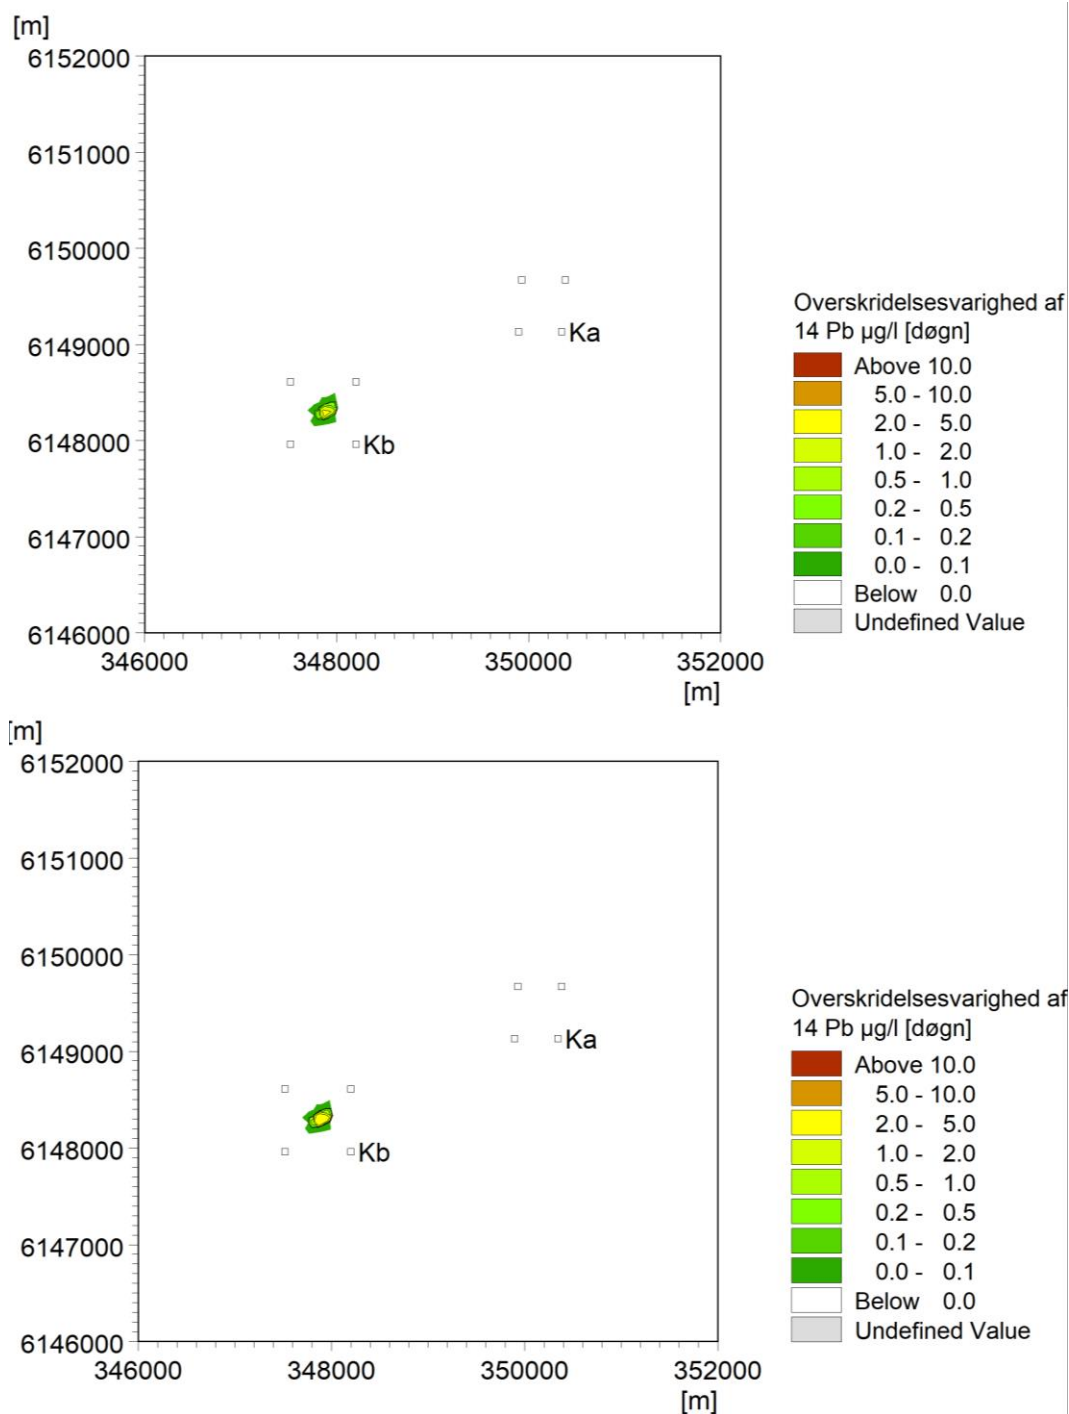 [m]
6152000
6151000
6150000
6149000
6148000
6147000
6146000
346000 348000 350000 352000
[m]
Ka
Kb
Overskridelsesvarighed af
14 Pb µg/l [døgn]
Above 10.0
5.0 - 10.0
2.0 - 5.0
1.0 - 2.0
0.5 - 1.0
0.2 - 0.5
0.1 - 0.2
0.0 - 0.1
Below 0.0
Undefined Value
[m]
6152000
6151000
6150000
6149000
6148000
6147000
6146000
346000 348000 350000 352000
[m]
Ka
Kb
Overskridelsesvarighed af
14 Pb µg/l [døgn]
Above 10.0
5.0 - 10.0
2.0 - 5.0
1.0 - 2.0
0.5 - 1.0
0.2 - 0.5
0.1 - 0.2
0.0 - 0.1
Below 0.0
Undefined Value